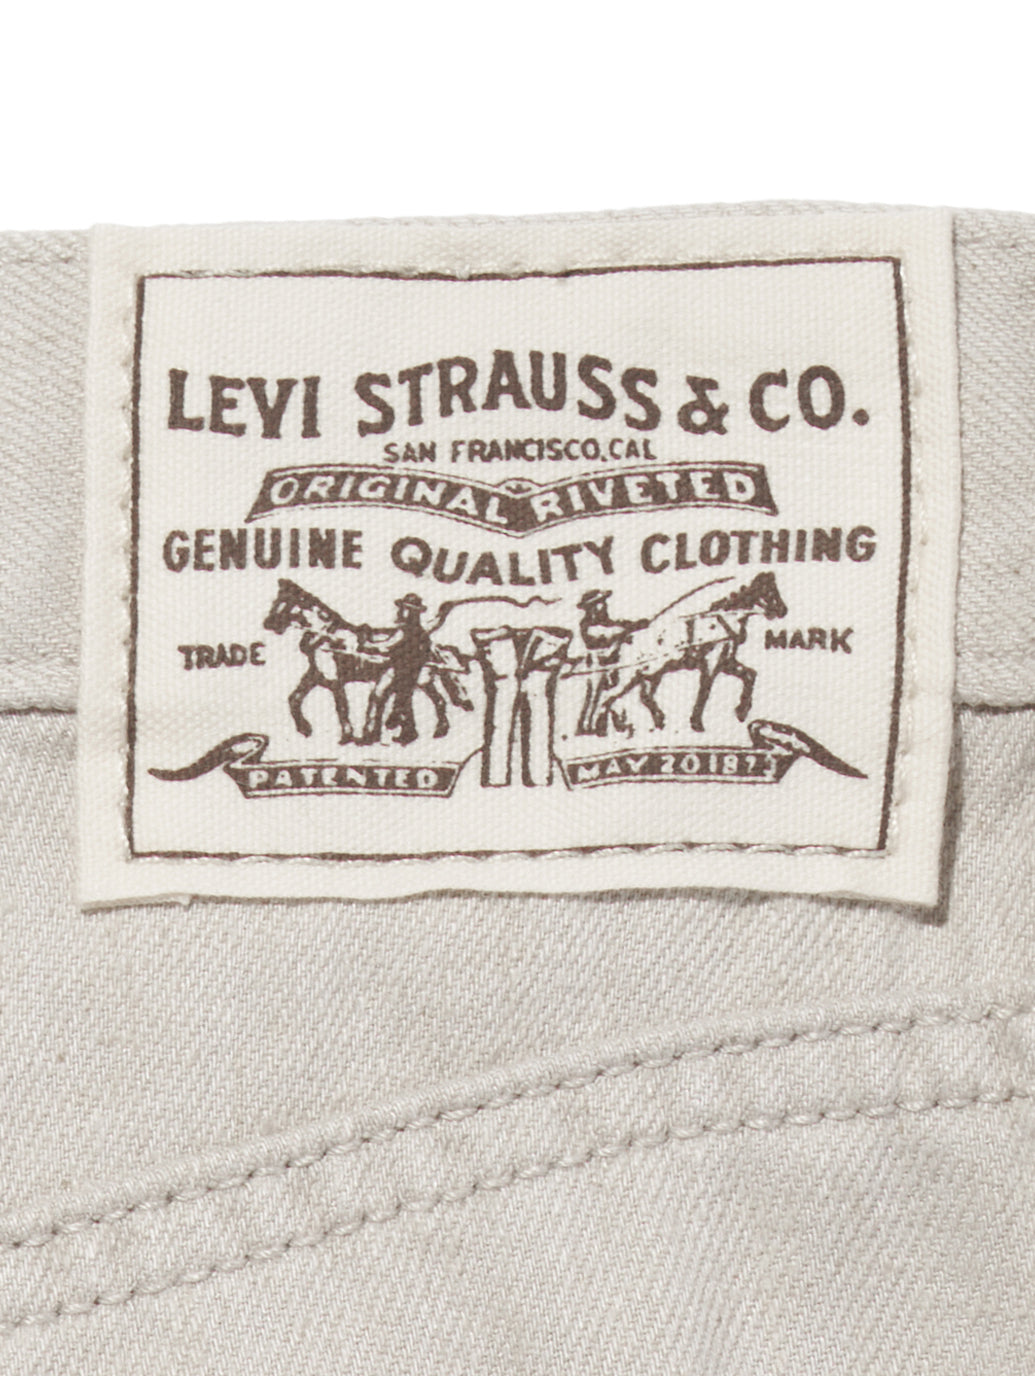 LEVI STRAUSS & CO.
SAN FRANCISCO, CAL
ORIGINAL RIVETED
GENUINE QUALITY CLOTHING
TRADE MARK
PATENTED MAY 20 1873